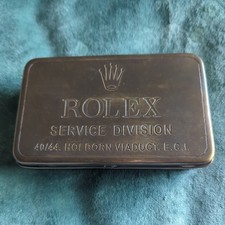 ROLEX
SERVICE DIVISION
40/44. HOLBORN VIADUCT. E.C.1.